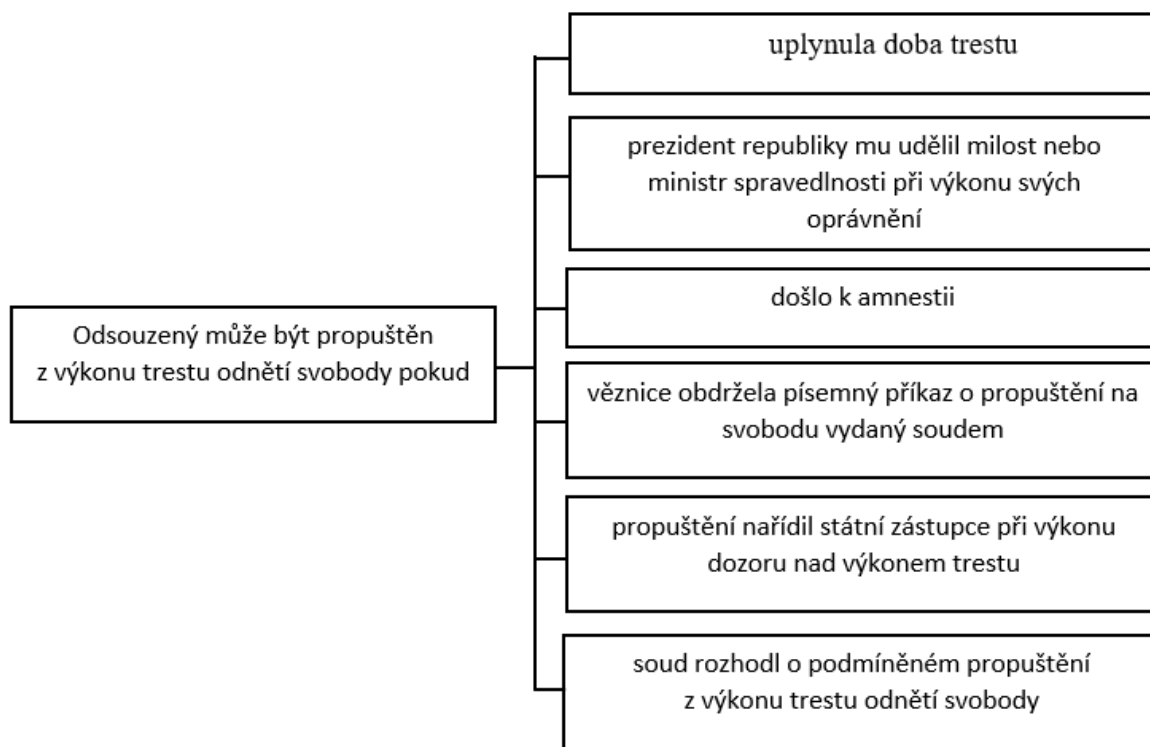 Odsouzený může být propuštěn
z výkonu trestu odnětí svobody pokud
uplynula doba trestu
prezident republiky mu udělil milost nebo
ministr spravedlnosti při výkonu svých
oprávnění
došlo k amnestii
věznice obdržela písemný příkaz o propuštění na
svobodu vydaný soudem
propuštění nařídil státní zástupce při výkonu
dozoru nad výkonem trestu
soud rozhodl o podmíněném propuštění
z výkonu trestu odnětí svobody